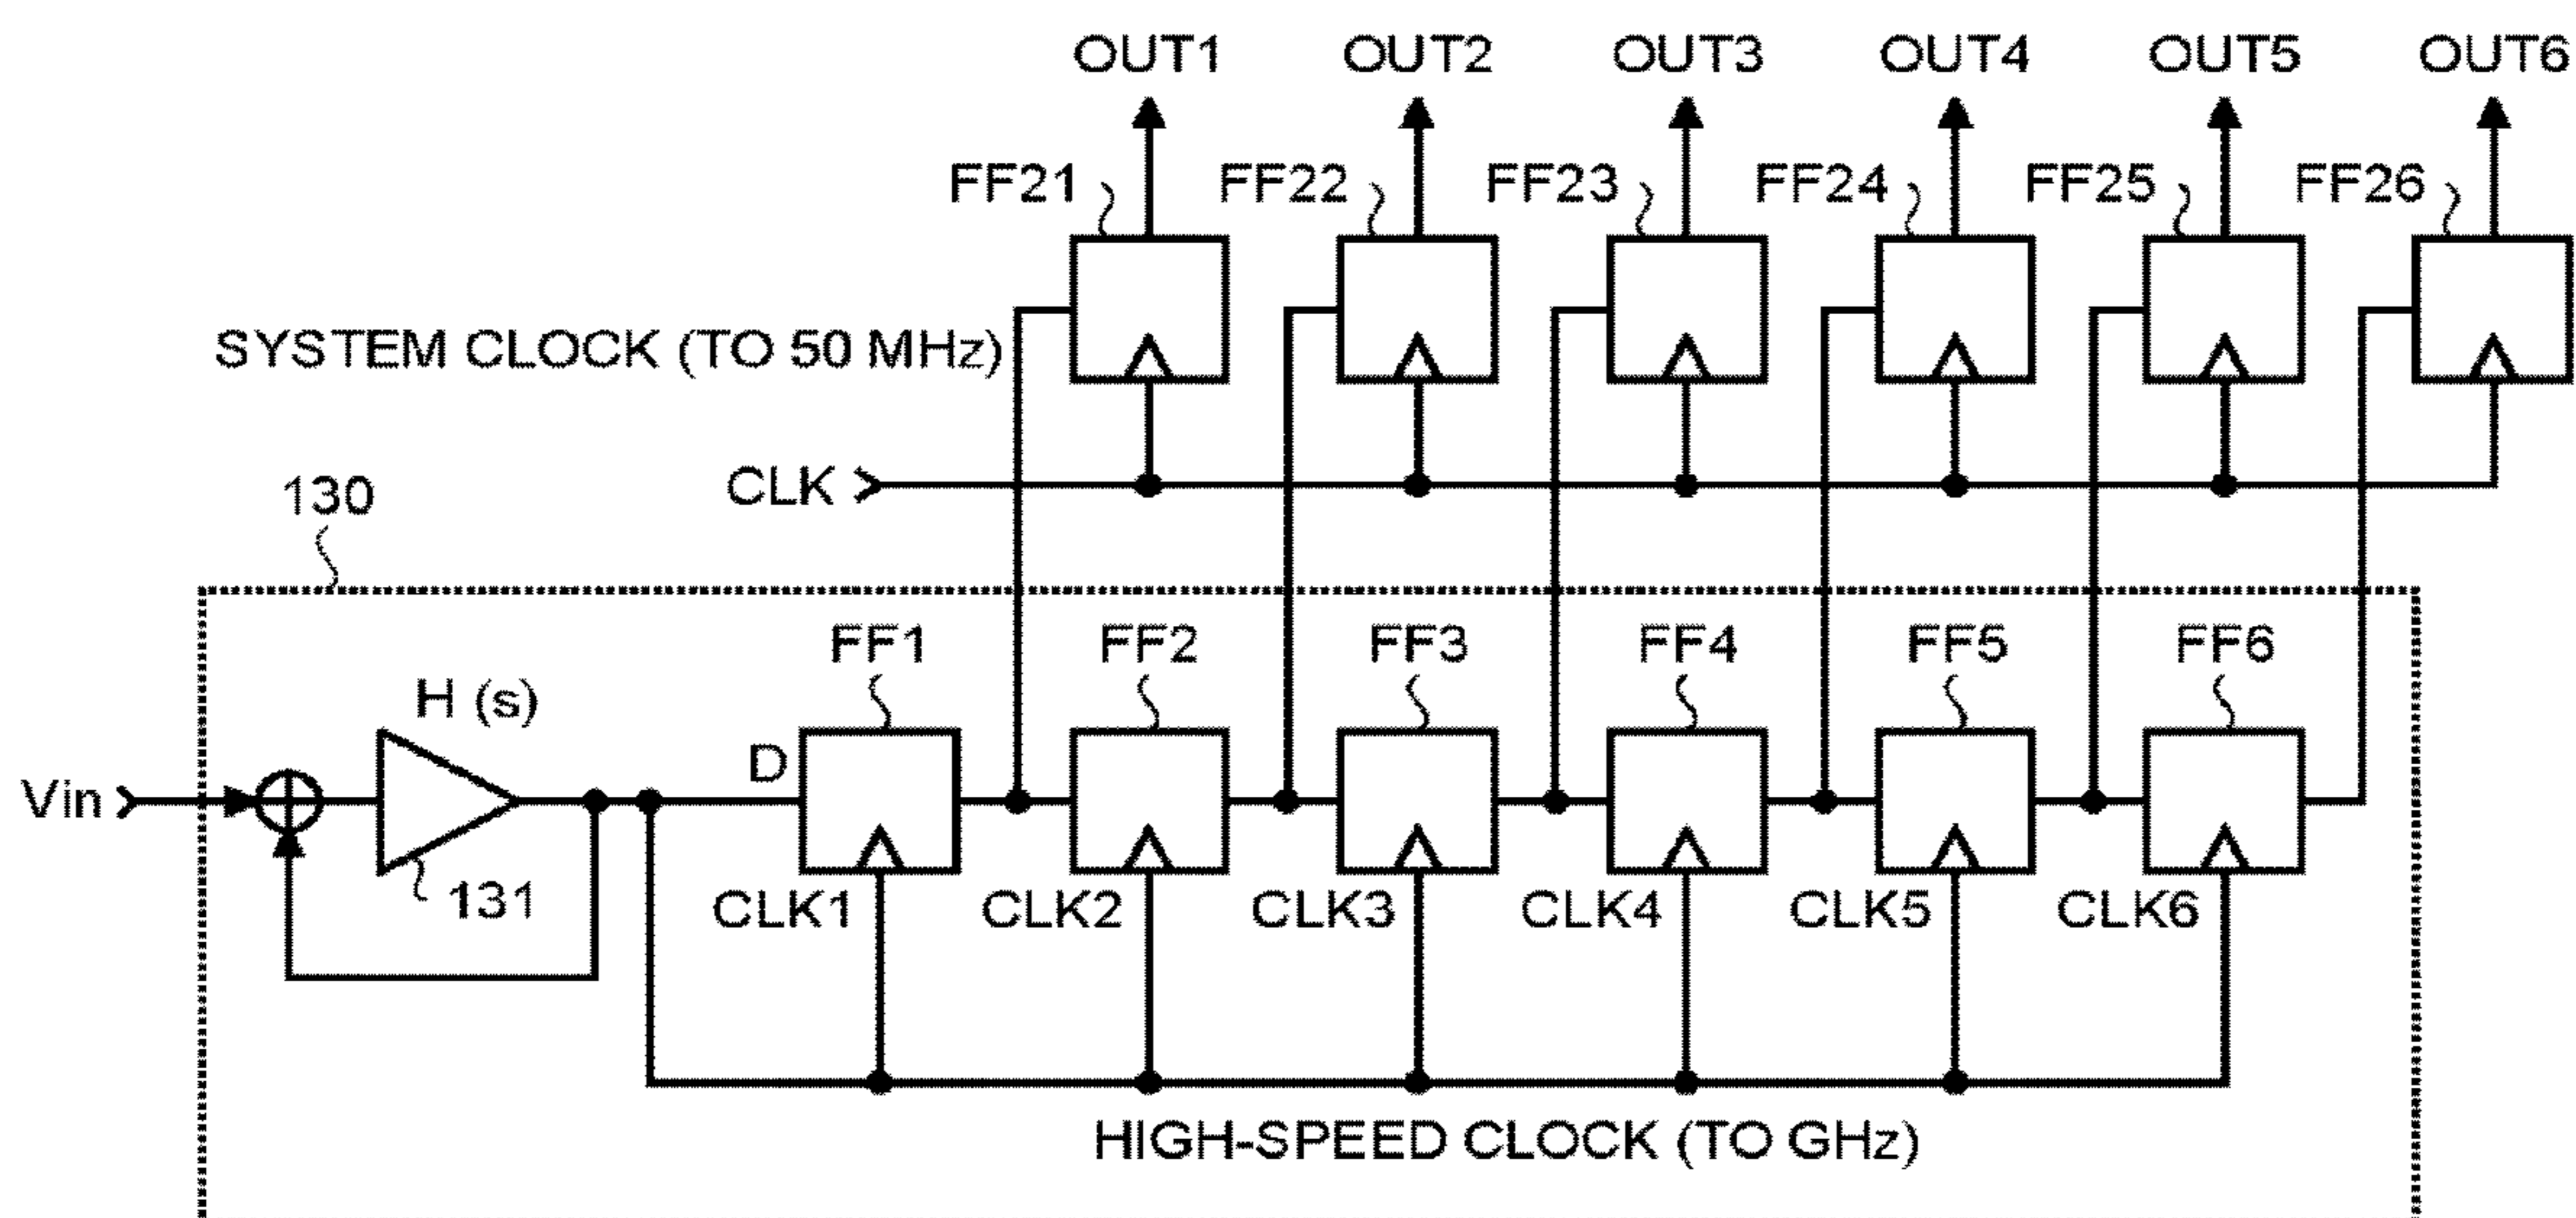 OUT1 OUT2 OUT3 OUT4 OUT5 OUT6
FF21 FF22 FF23 FF24 FF25 FF26
SYSTEM CLOCK (TO 50 MHz)
CLK
130
FF1 FF2 FF3 FF4 FF5 FF6
H (s)
D
Vin
131
CLK1 CLK2 CLK3 CLK4 CLK5 CLK6
HIGH-SPEED CLOCK (TO GHz)